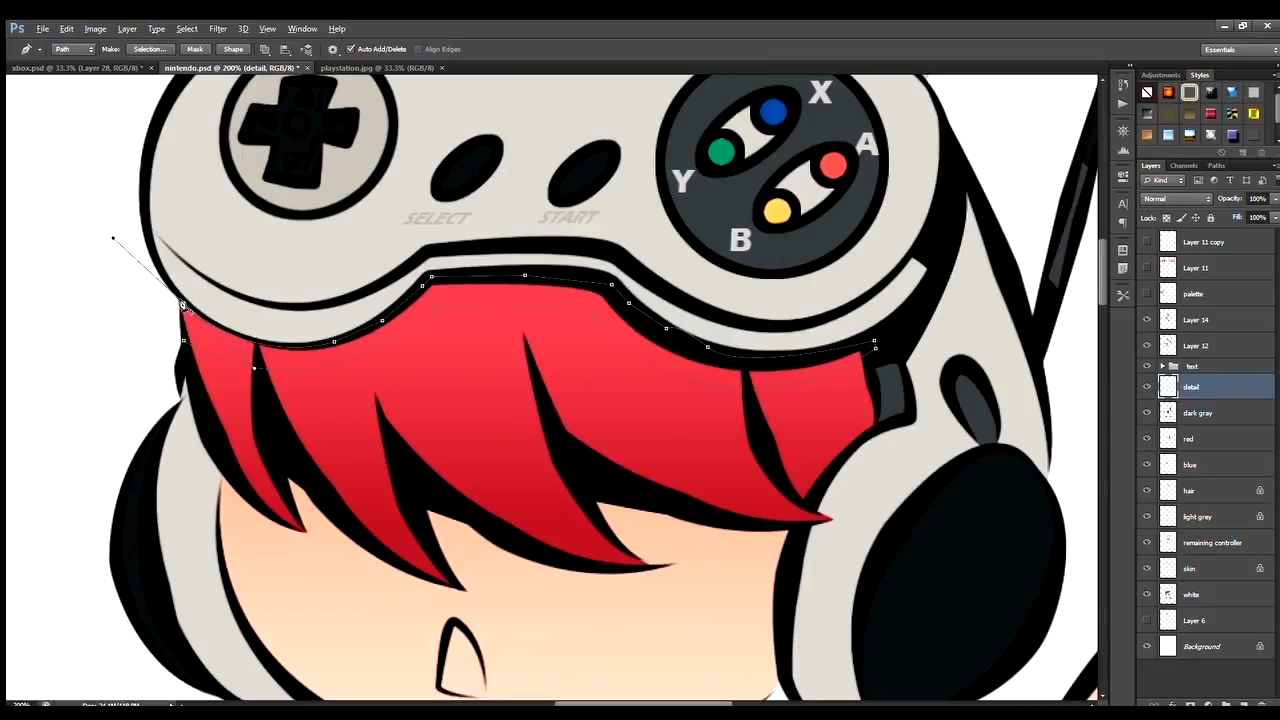 Ps File Edit Image Layer Type Select Filter 3D View Window Help
Path Make: Selection... Mask Shape Auto Add/Delete Align Edges Essentials
xbox.psd @ 33.3% (Layer 28, RGB/8) * × nintendo.psd @ 200% (detail, RGB/8) * × playstation.jpg @ 33.3% (RGB/8) ×
Adjustments Styles
X
A
Y
B
SELECT START
Layers Channels Paths
Kind
Normal Opacity: 100%
Lock: Fill: 100%
Layer 11 copy
Layer 11
palette
Layer 14
Layer 12
text
detail
dark gray
red
blue
hair
light grey
remaining controller
skin
white
Layer 6
Background